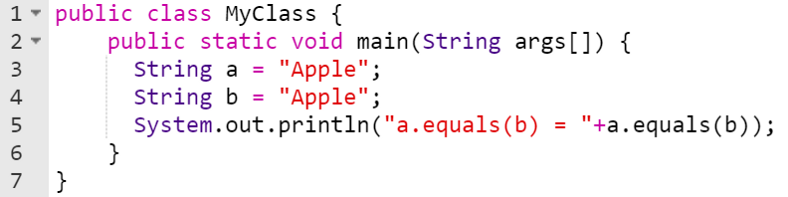 1 public class MyClass {
2 public static void main(String args[]) {
3 String a = "Apple";
4 String b = "Apple";
5 System.out.println("a.equals(b) = "+a.equals(b));
6 }
7 }